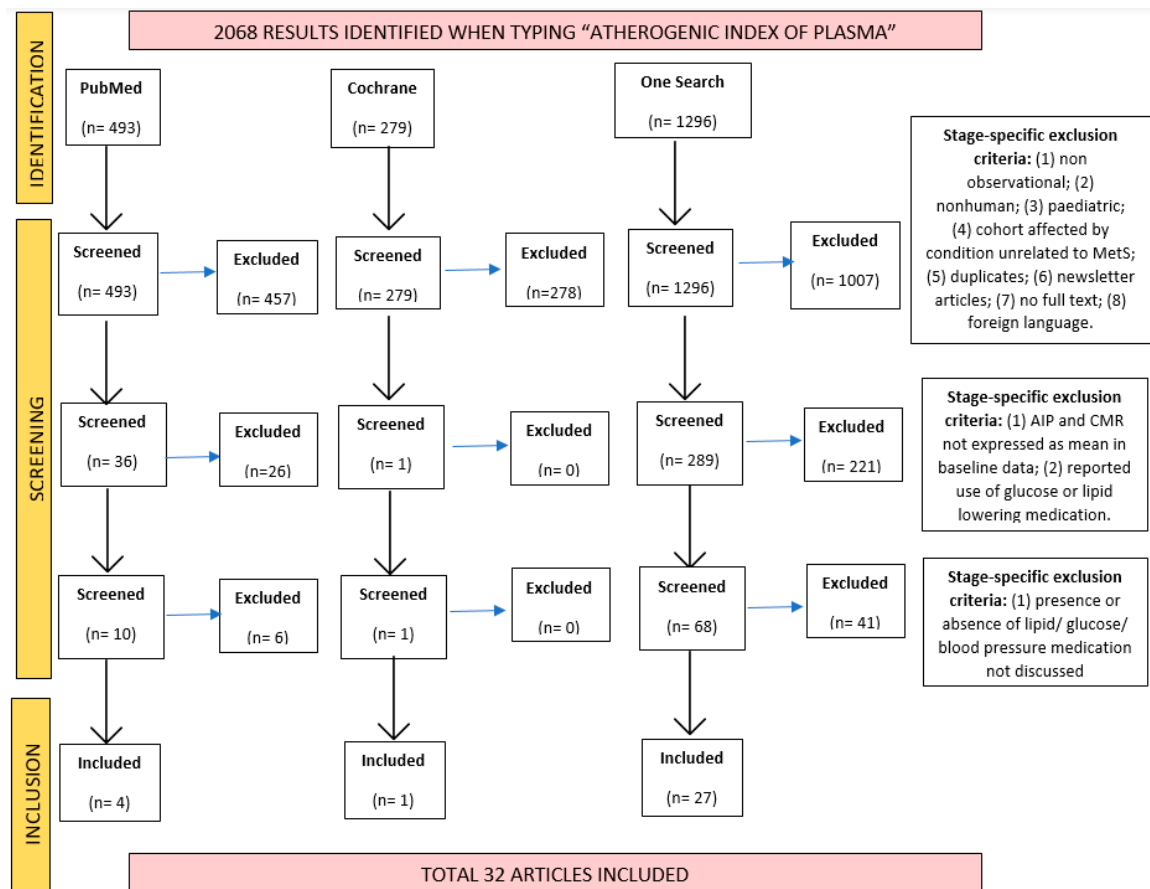 2068 RESULTS IDENTIFIED WHEN TYPING “ATHEROGENIC INDEX OF PLASMA”
IDENTIFICATION
PubMed
(n= 493)
Cochrane
(n= 279)
One Search
(n= 1296)
Stage-specific exclusion
criteria: (1) non
observational; (2)
nonhuman; (3) paediatric;
(4) cohort affected by
condition unrelated to MetS;
(5) duplicates; (6) newsletter
articles; (7) no full text; (8)
foreign language.
SCREENING
Screened
(n= 493)
Excluded
(n= 457)
Screened
(n= 279)
Excluded
(n=278)
Screened
(n= 1296)
Excluded
(n= 1007)
Screened
(n= 36)
Excluded
(n=26)
Screened
(n= 1)
Excluded
(n= 0)
Screened
(n= 289)
Excluded
(n= 221)
Stage-specific exclusion
criteria: (1) AIP and CMR
not expressed as mean in
baseline data; (2) reported
use of glucose or lipid
lowering medication.
Screened
(n= 10)
Excluded
(n= 6)
Screened
(n= 1)
Excluded
(n= 0)
Screened
(n= 68)
Excluded
(n= 41)
Stage-specific exclusion
criteria: (1) presence or
absence of lipid/ glucose/
blood pressure medication
not discussed
INCLUSION
Included
(n= 4)
Included
(n= 1)
Included
(n= 27)
TOTAL 32 ARTICLES INCLUDED